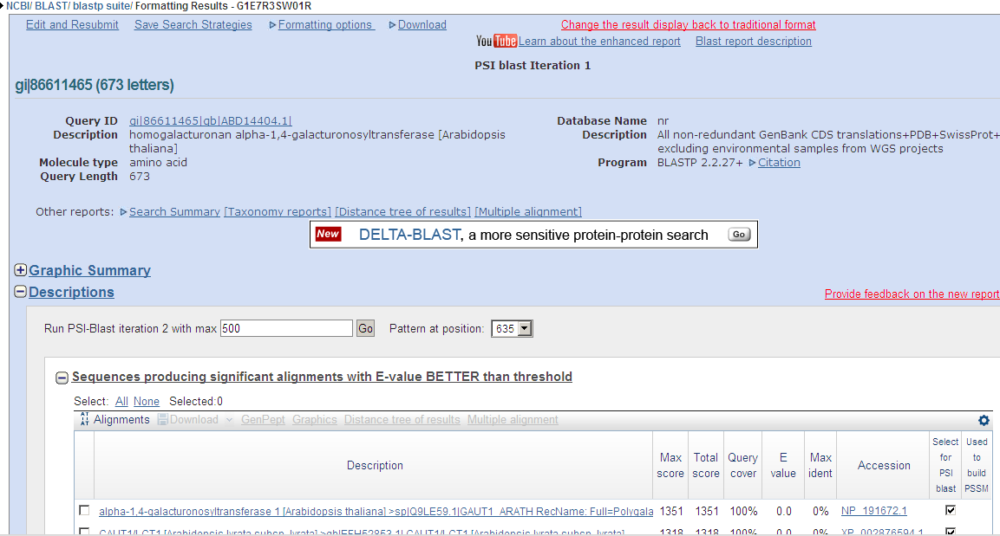 NCBI/ BLAST/ blastp suite/ Formatting Results - G1E7R3SW01R
Edit and Resubmit Save Search Strategies Formatting options Download Change the result display back to traditional format
YouTube Learn about the enhanced report Blast report description
PSI blast Iteration 1
gi|86611465 (673 letters)
Query ID gi|86611465|gb|ABD14404.1|
Description homogalacturonan alpha-1,4-galacturonosyltransferase [Arabidopsis
thaliana]
Molecule type amino acid
Query Length 673
Database Name nr
Description All non-redundant GenBank CDS translations+PDB+SwissProt+
excluding environmental samples from WGS projects
Program BLASTP 2.2.27+ Citation
Other reports: Search Summary [Taxonomy reports] [Distance tree of results] [Multiple alignment]
New DELTA-BLAST, a more sensitive protein-protein search Go
Graphic Summary
Descriptions
Provide feedback on the new report
Run PSI-Blast iteration 2 with max 500 Go Pattern at position: 635
Sequences producing significant alignments with E-value BETTER than threshold
Select: All None Selected:0
Alignments Download GenPept Graphics Distance tree of results Multiple alignment
Description
Max score
Total score
Query cover
E value
Max ident
Accession
Select for PSI blast
Used to build PSSM
alpha-1,4-galacturonosyltransferase 1 [Arabidopsis thaliana] >sp|Q9LE59.1|GAUT1_ARATH RecName: Full=Polygala 1351 1351 100% 0.0 0% NP_191672.1
GAUT1/LGT1 [Arabidopsis lyrata subsp. lyrata] >gb|EFH52853.1| GAUT1/LGT1 [Arabidopsis lyrata subsp. lyrata] 1318 1318 100% 0.0 0% XP_002876594.1